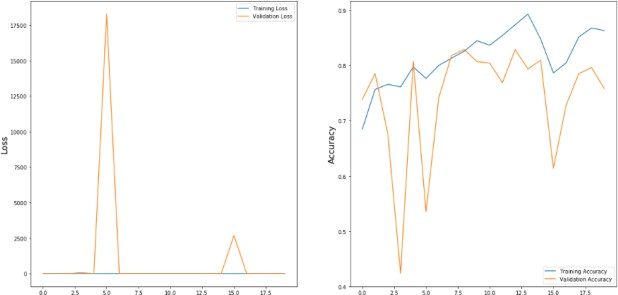 Training Loss
Validation Loss
17500
15000
12500
10000
7500
5000
2500
0
Loss
0.0 2.5 5.0 7.5 10.0 12.5 15.0 17.5
0.9
0.8
0.7
0.6
0.5
0.4
Accuracy
Training Accuracy
Validation Accuracy
0.0 2.5 5.0 7.5 10.0 12.5 15.0 17.5